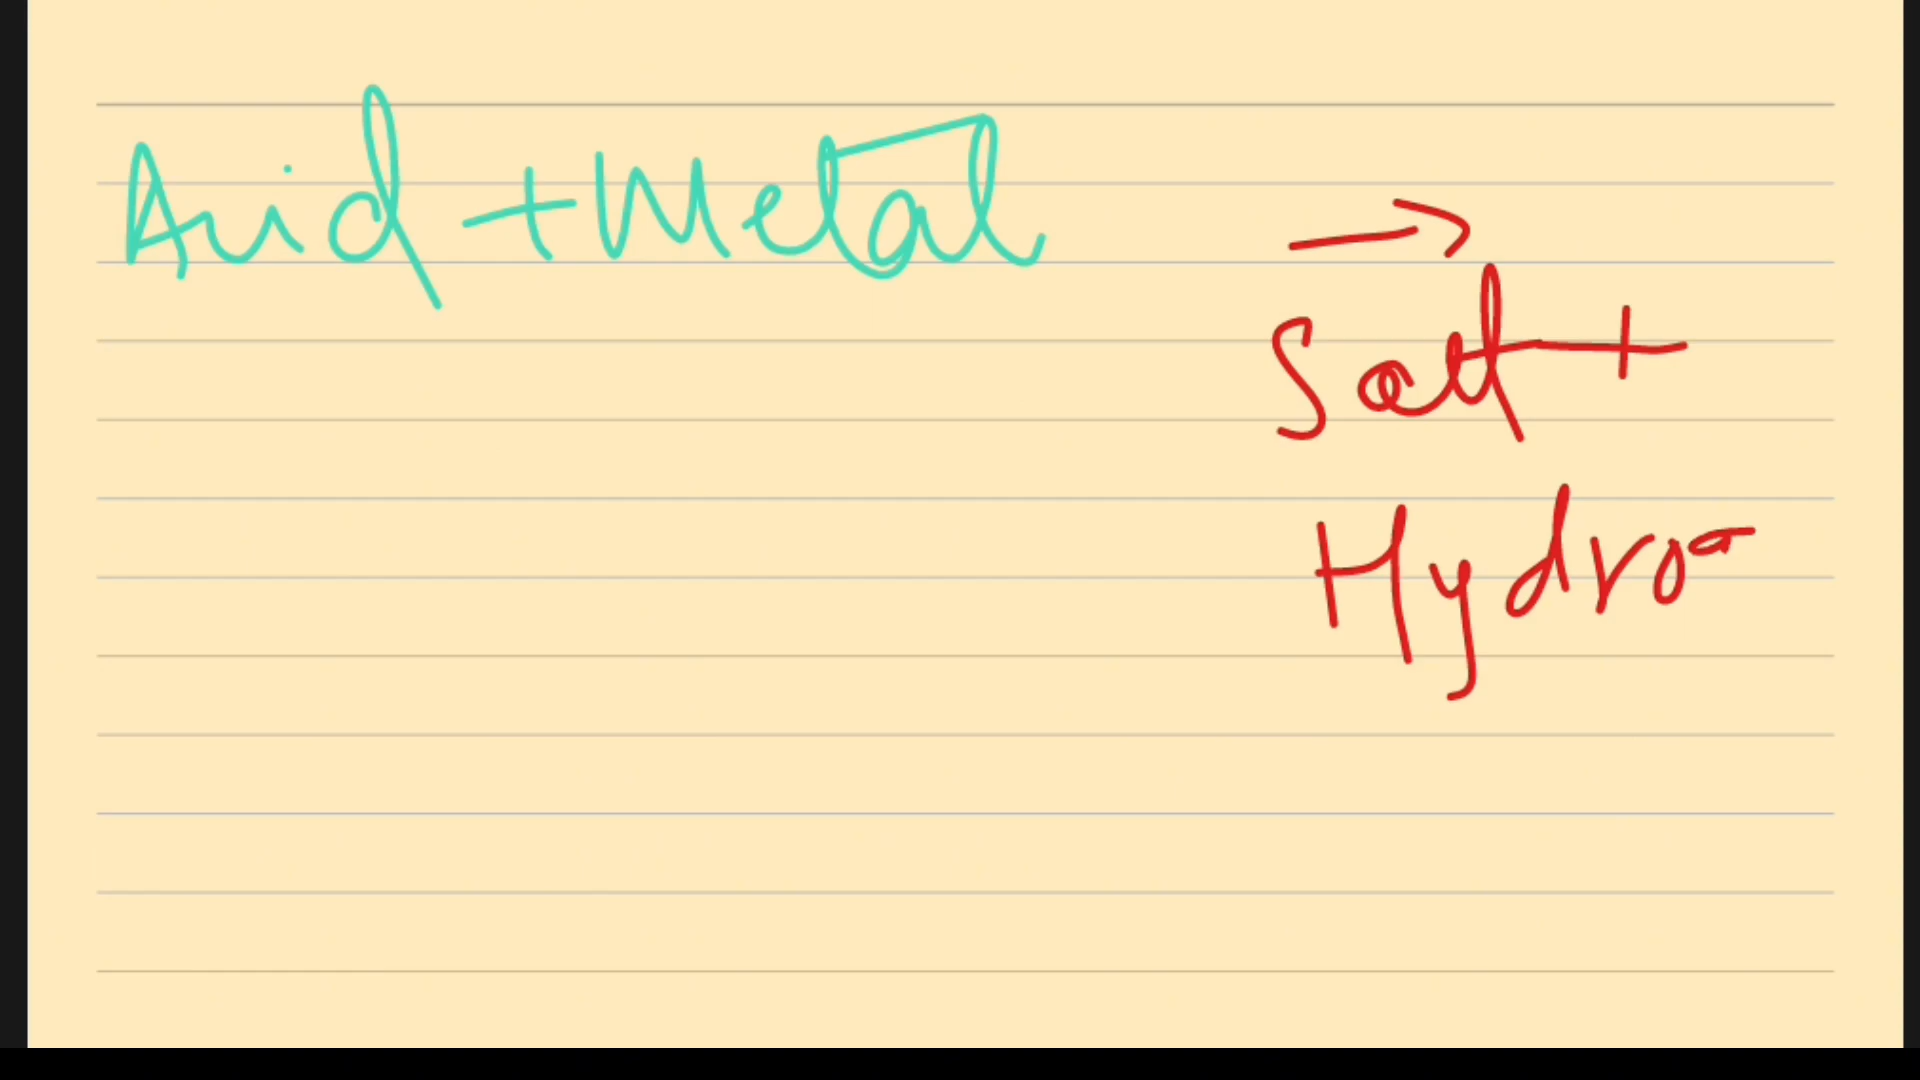 Acid + Metal
→
Salt +
Hydro